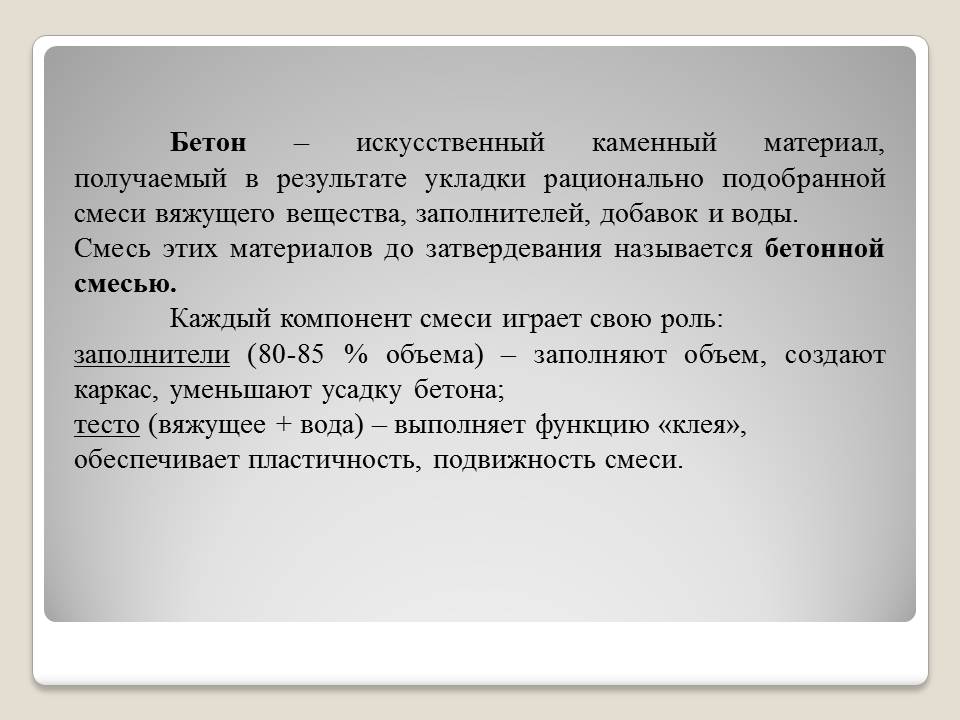 Бетон – искусственный каменный материал,
получаемый в результате укладки рационально подобранной
смеси вяжущего вещества, заполнителей, добавок и воды.
Смесь этих материалов до затвердевания называется бетонной
смесью.
Каждый компонент смеси играет свою роль:
заполнители (80-85 % объема) – заполняют объем, создают
каркас, уменьшают усадку бетона;
тесто (вяжущее + вода) – выполняет функцию «клея»,
обеспечивает пластичность, подвижность смеси.